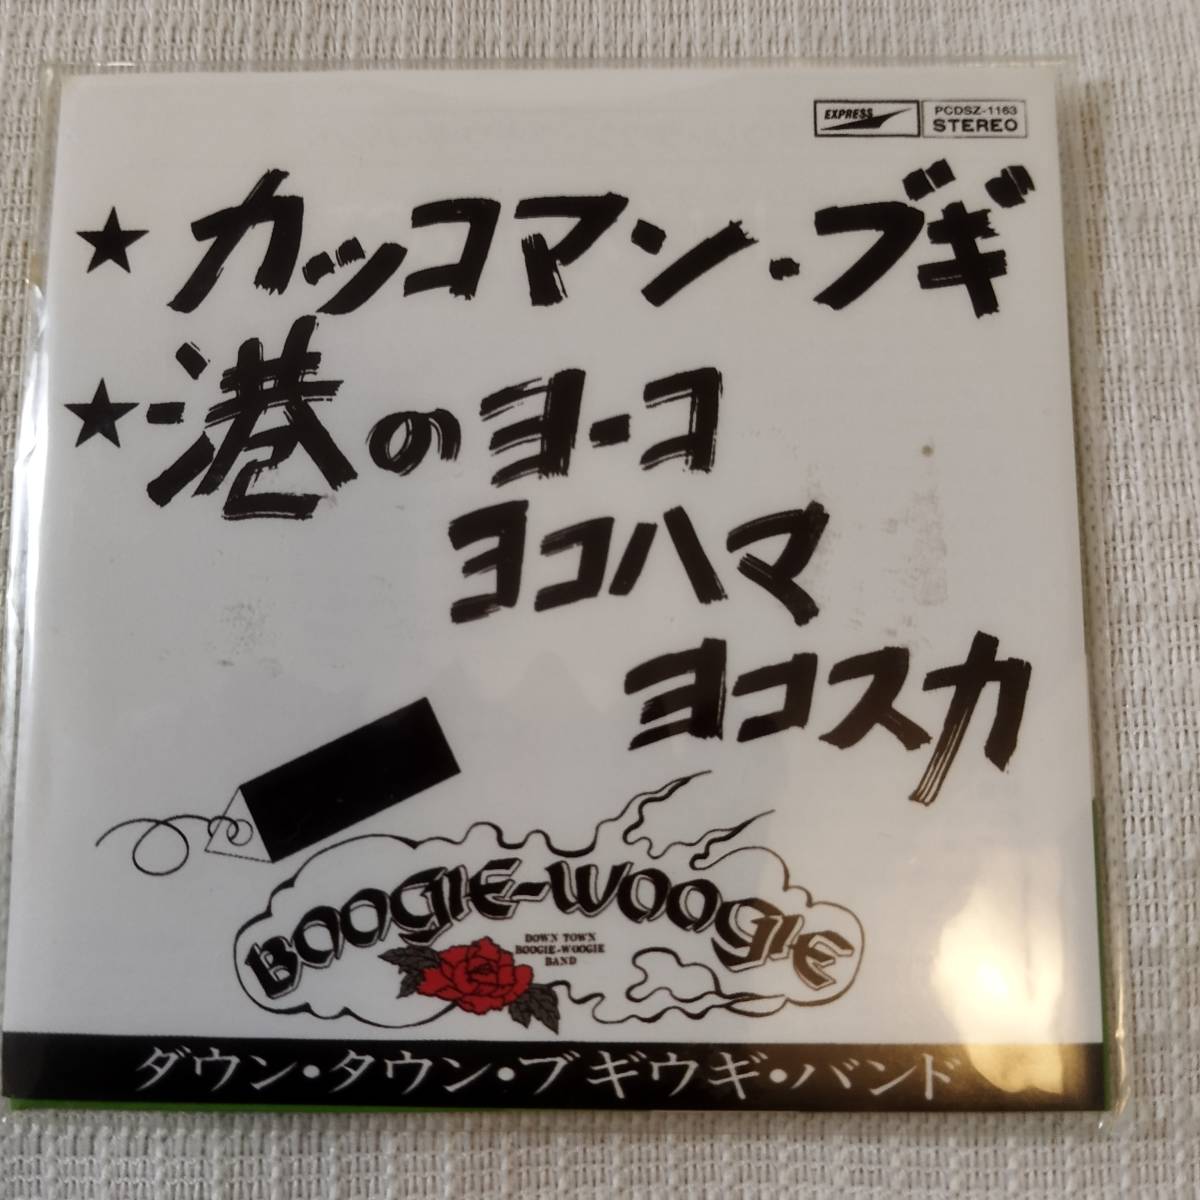 EXPRESS
PCDSZ-1163
STEREO
★カッコマン・ブギ
★港のヨーコ
ヨコハマ
ヨコスカ
BOOGIE-WOOGIE
DOWN TOWN
BOOGIE-WOOGIE
BAND
ダウン・タウン・ブギウギ・バンド